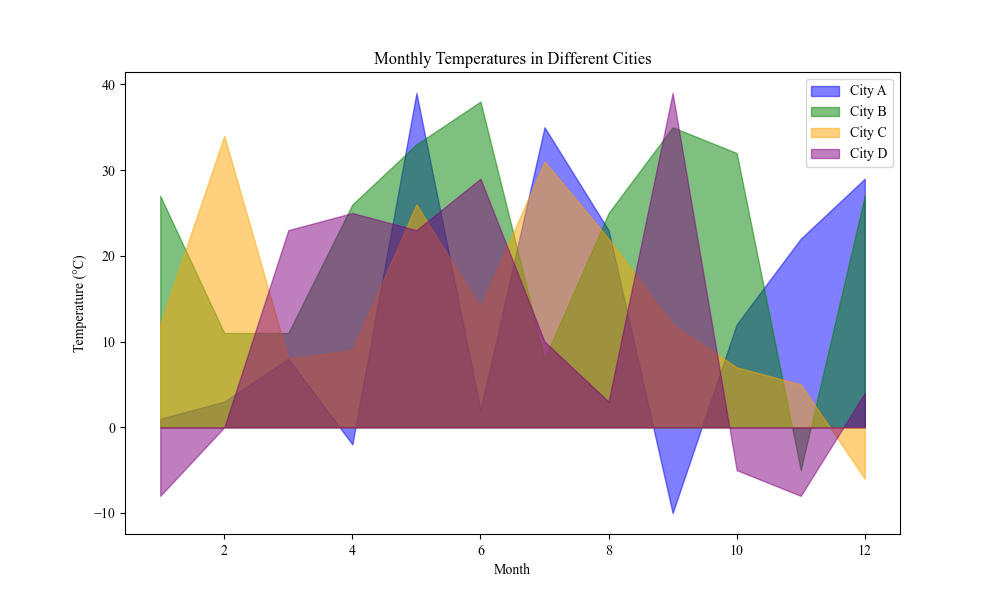 Monthly Temperatures in Different Cities
City A
City B
City C
City D
40
30
20
10
0
−10
Temperature (°C)
2 4 6 8 10 12
Month